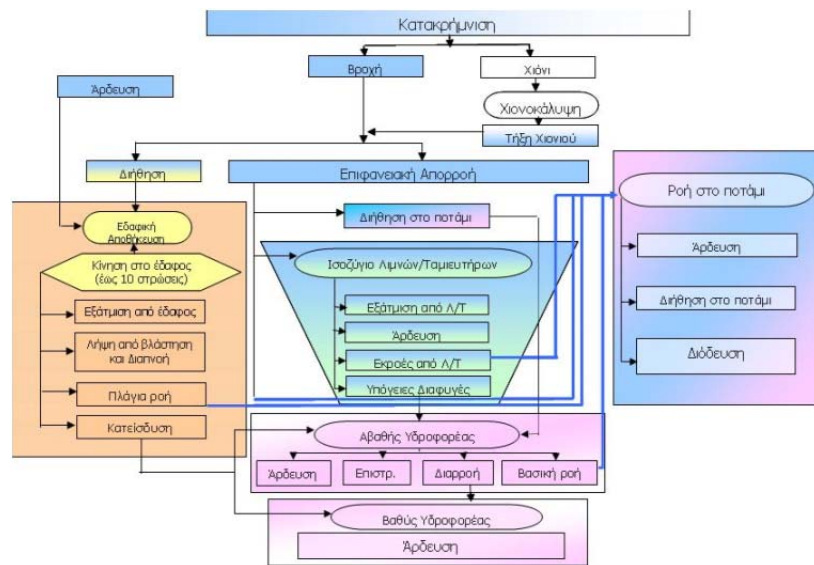 Κατακρήμνιση
Βροχή
Χιόνι
Άρδευση
Χιονοκάλυψη
Τήξη Χιονιού
Διήθηση
Επιφανειακή Απορροή
Ροή στο ποτάμι
Εδαφική
Αποθήκευση
Διήθηση στο ποτάμι
Άρδευση
Κίνηση στο έδαφος
(έως 10 στρώσεις)
Ισοζύγιο Λιμνών/Ταμιευτήρων
Εξάτμιση από έδαφος
Εξάτμιση από Λ/Τ
Διήθηση στο ποτάμι
Άρδευση
Λήψη από βλάστηση
και Διαπνοή
Εκροές από Λ/Τ
Διόδευση
Πλάγια ροή
Υπόγειες Διαφυγές
Κατείσδυση
Αβαθής Υδροφορέας
Άρδευση
Επιστρ.
Διαρροή
Βασική ροή
Βαθύς Υδροφορέας
Άρδευση